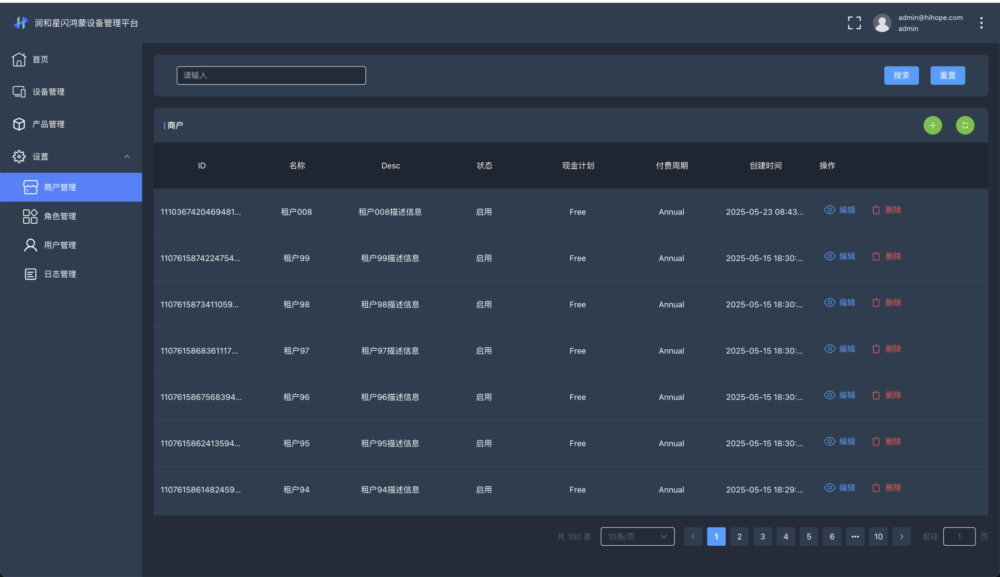 润和星闪鸿蒙设备管理平台
admin@hihope.com
admin
首页
设备管理
产品管理
设置
商户管理
角色管理
用户管理
日志管理
请输入
搜索 重置
商户
ID 名称 Desc 状态 现金计划 付费周期 创建时间 操作
1110367420469481... 租户008 租户008描述信息 启用 Free Annual 2025-05-23 08:43... 编辑 删除
1107615874224754... 租户99 租户99描述信息 启用 Free Annual 2025-05-15 18:30:... 编辑 删除
1107615873411059... 租户98 租户98描述信息 启用 Free Annual 2025-05-15 18:30:... 编辑 删除
1107615868361117... 租户97 租户97描述信息 启用 Free Annual 2025-05-15 18:30:... 编辑 删除
1107615867568394... 租户96 租户96描述信息 启用 Free Annual 2025-05-15 18:30:... 编辑 删除
1107615862413594... 租户95 租户95描述信息 启用 Free Annual 2025-05-15 18:30:... 编辑 删除
1107615861482459... 租户94 租户94描述信息 启用 Free Annual 2025-05-15 18:29:... 编辑 删除
共 100 条 10条/页 1 2 3 4 5 6 ... 10 前往 1 页